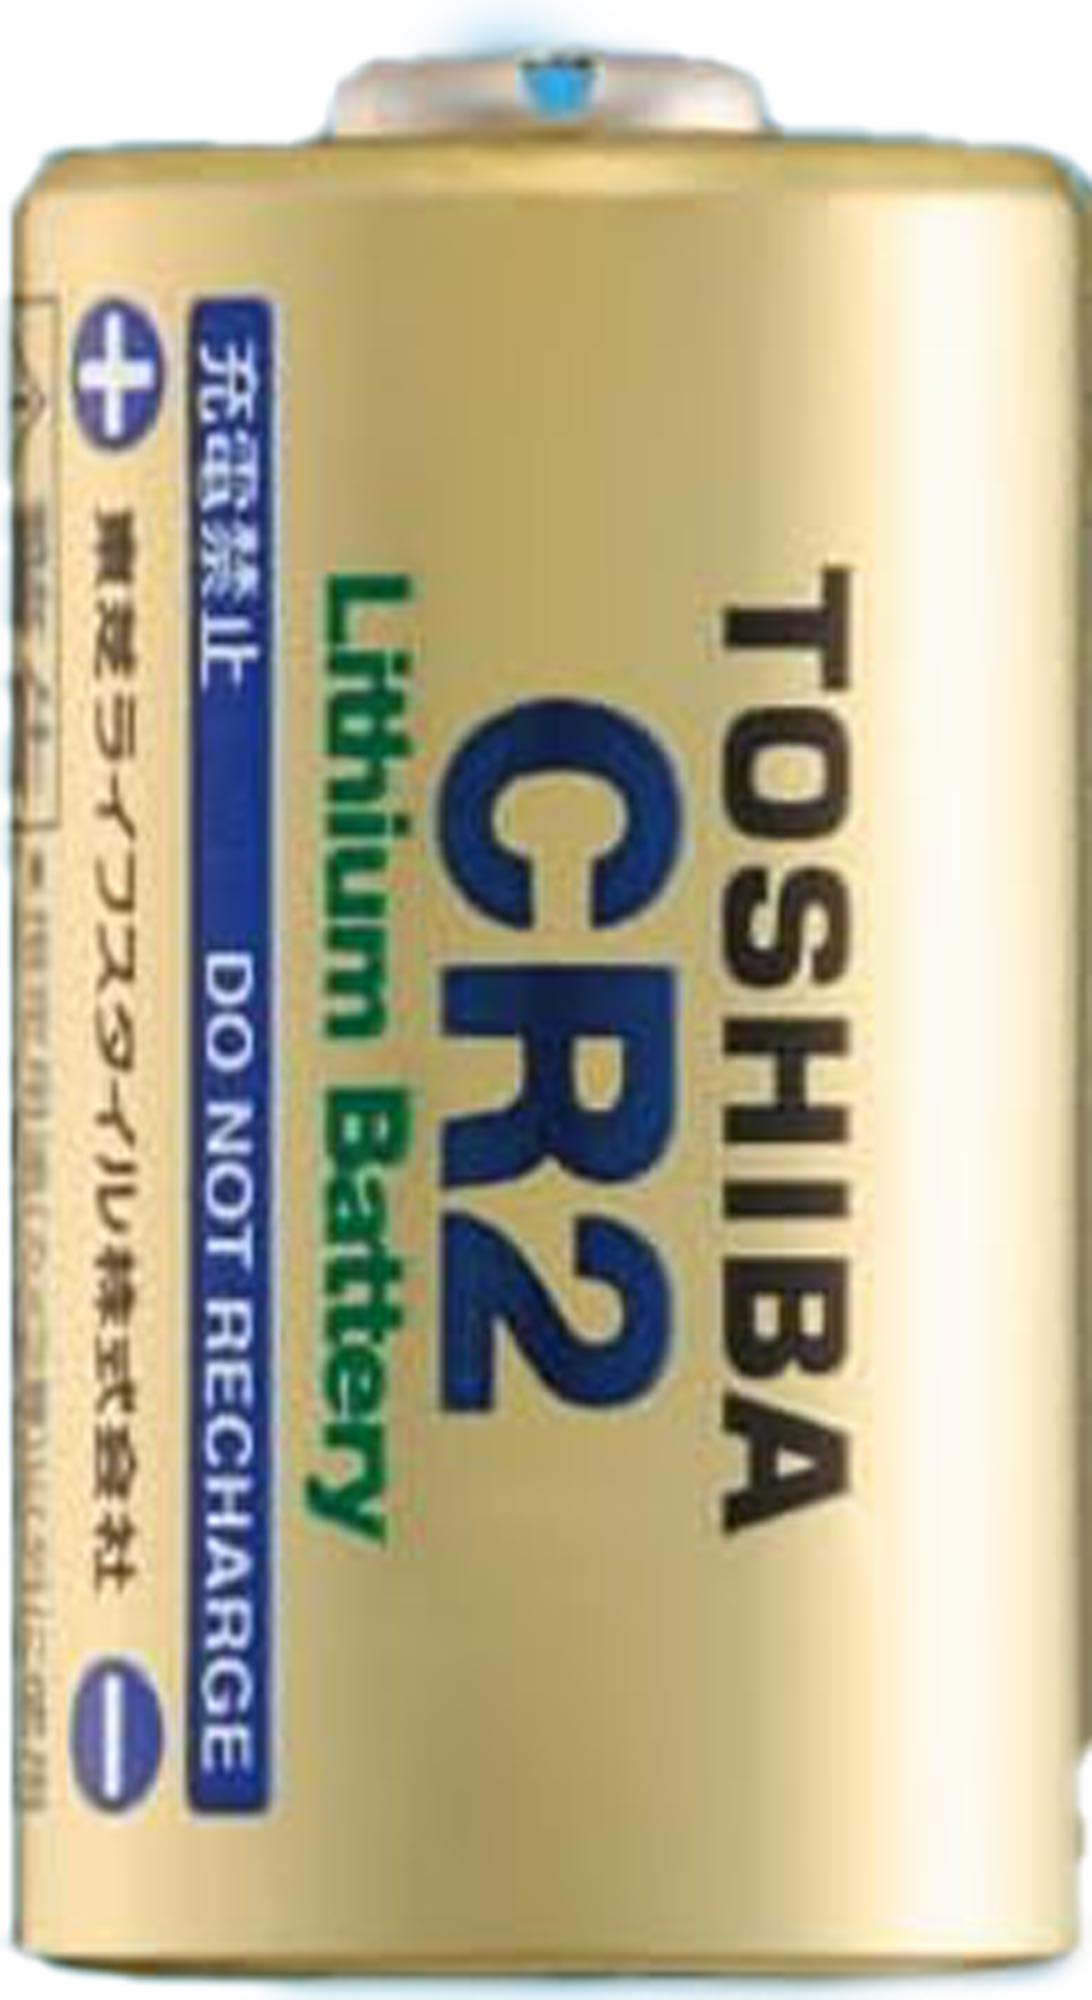 TOSHIBA
CR2
Lithium Battery
充電禁止 DO NOT RECHARGE
+ 東芝ライフスタイル株式会社 −